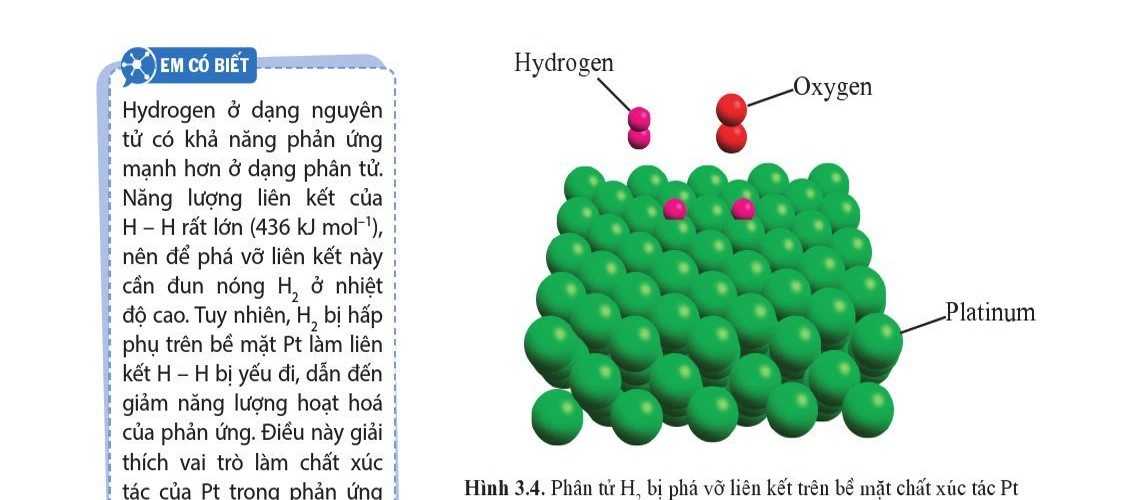 EM CÓ BIẾT
Hydrogen ở dạng nguyên
tử có khả năng phản ứng
mạnh hơn ở dạng phân tử.
Năng lượng liên kết của
H – H rất lớn (436 kJ mol⁻¹),
nên để phá vỡ liên kết này
cần đun nóng H₂ ở nhiệt
độ cao. Tuy nhiên, H₂ bị hấp
phụ trên bề mặt Pt làm liên
kết H – H bị yếu đi, dẫn đến
giảm năng lượng hoạt hoá
của phản ứng. Điều này giải
thích vai trò làm chất xúc
tác của Pt trong phản ứng
Hydrogen
Oxygen
Platinum
Hình 3.4. Phân tử H₂ bị phá vỡ liên kết trên bề mặt chất xúc tác Pt